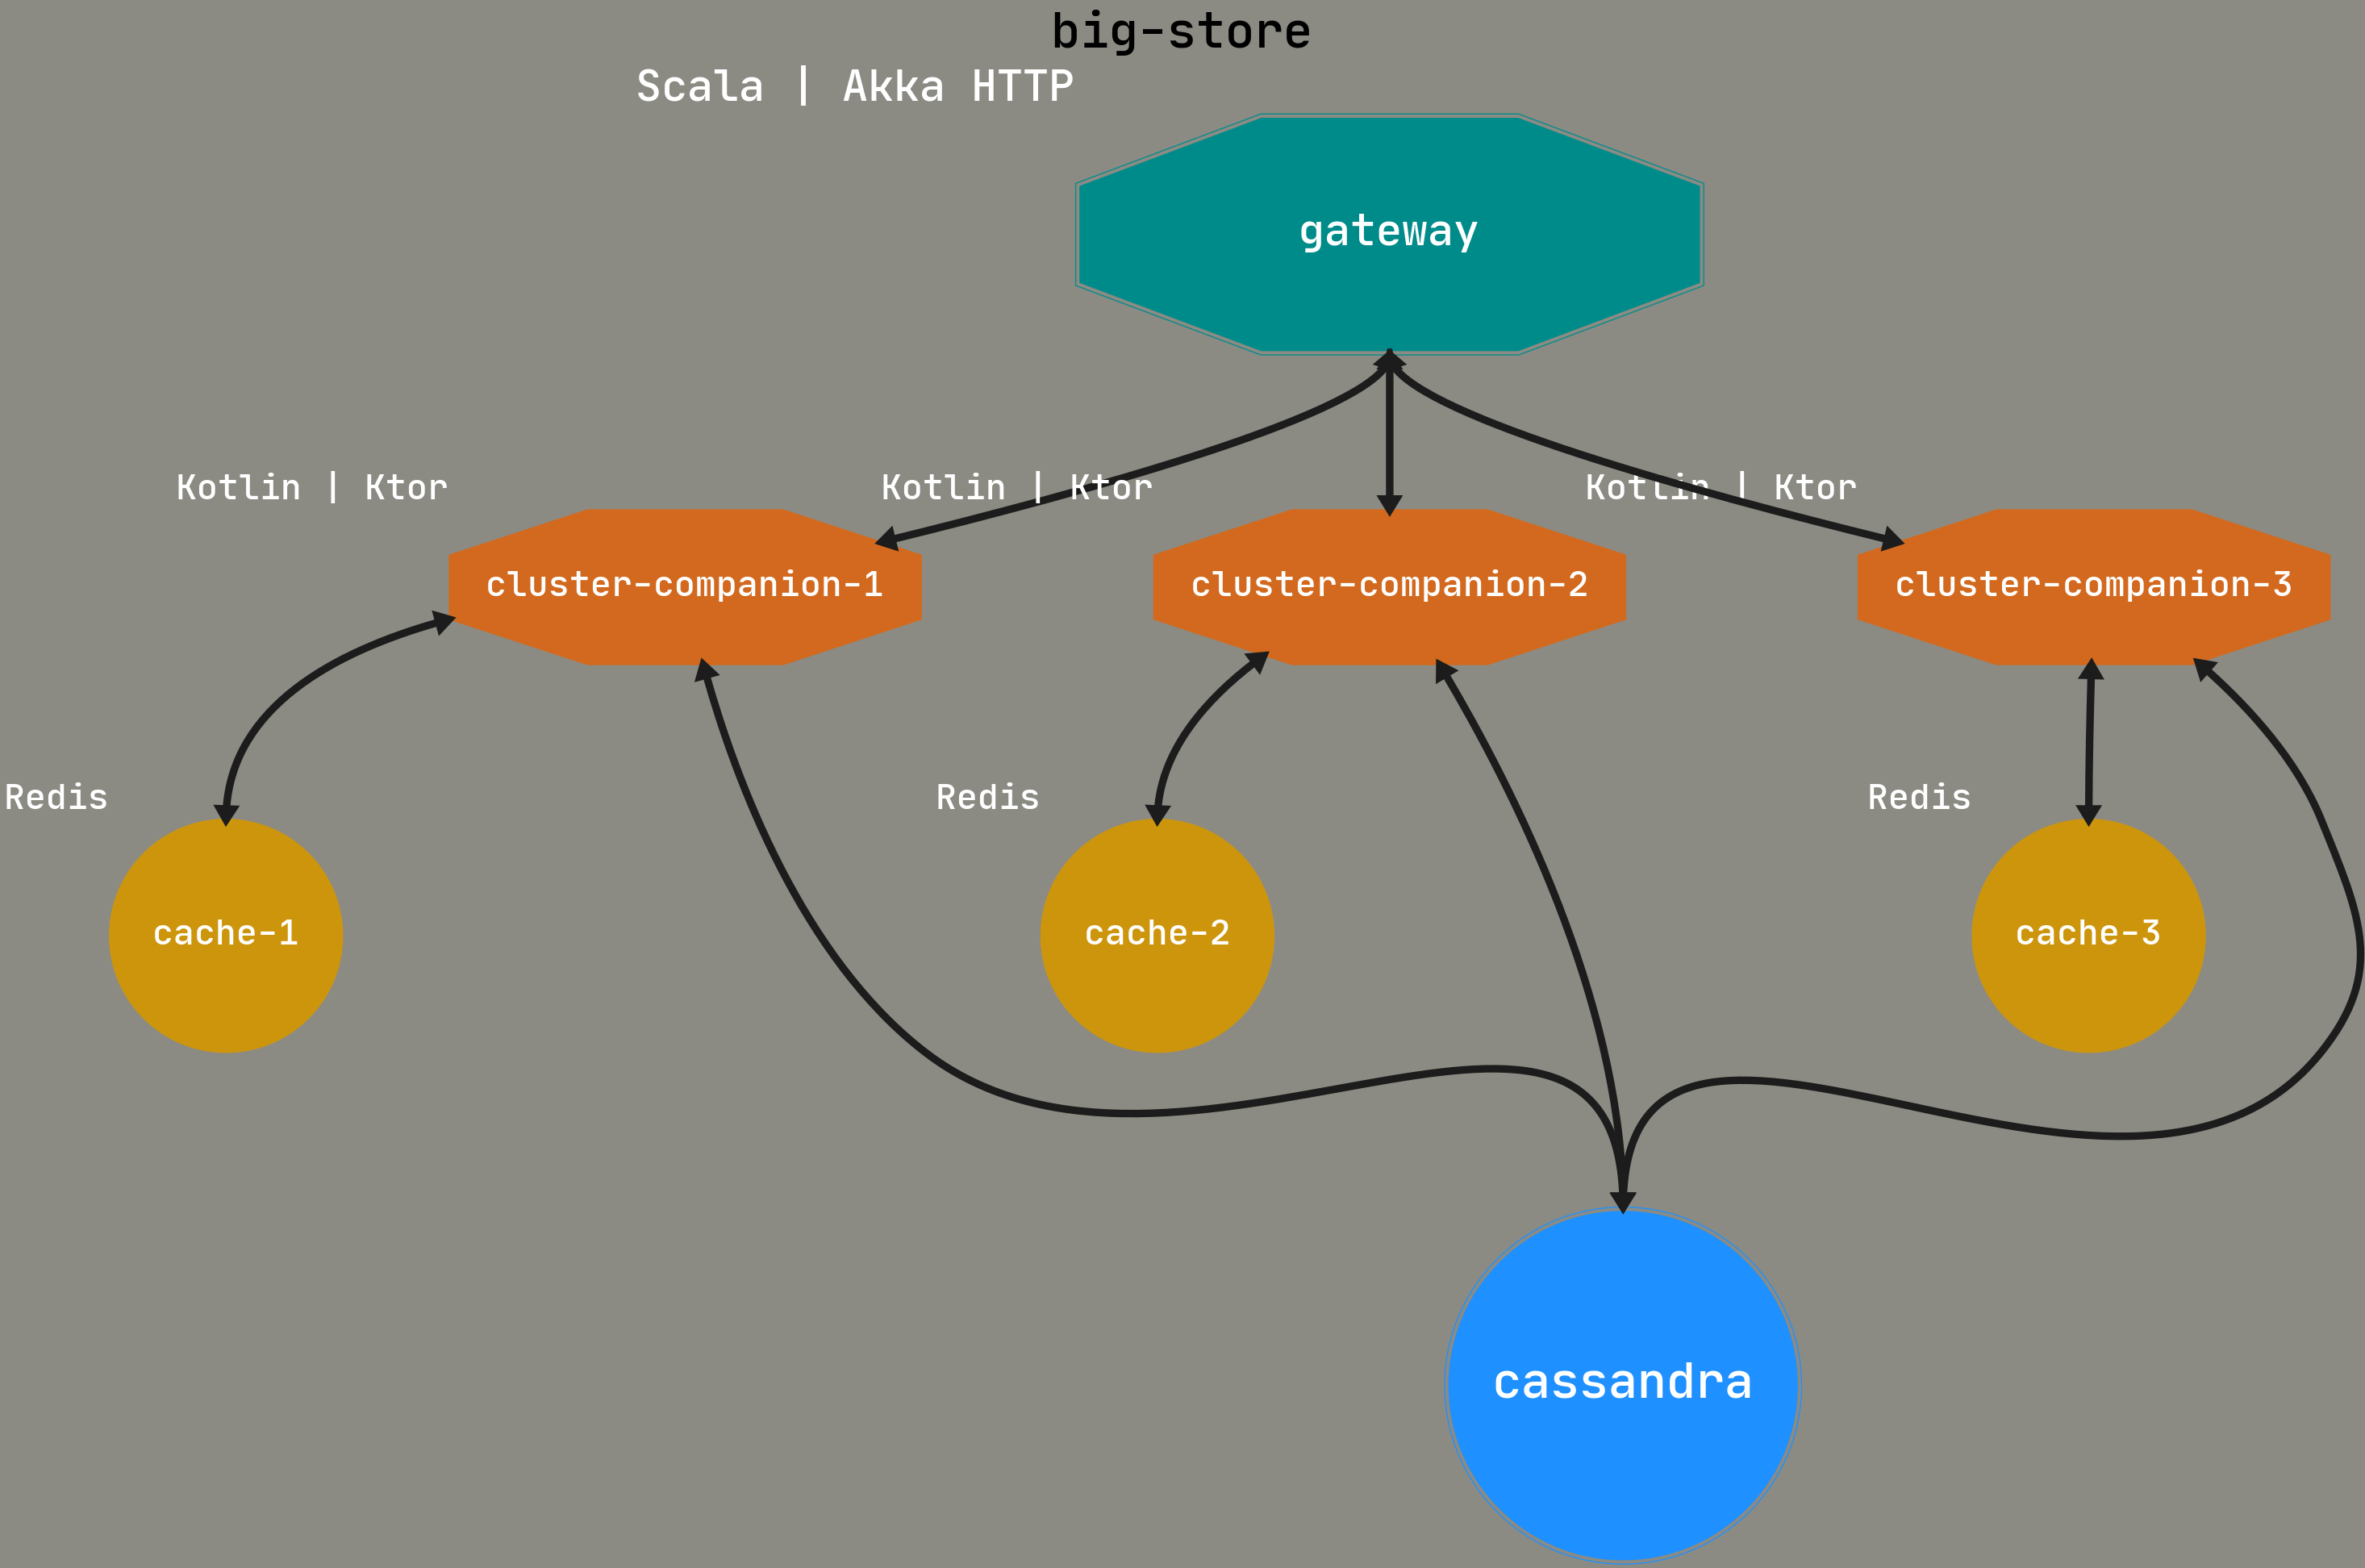 big-store
Scala | Akka HTTP
gateway
Kotlin | Ktor
Kotlin | Ktor
Kotlin | Ktor
cluster-companion-1
cluster-companion-2
cluster-companion-3
Redis
Redis
Redis
cache-1
cache-2
cache-3
cassandra